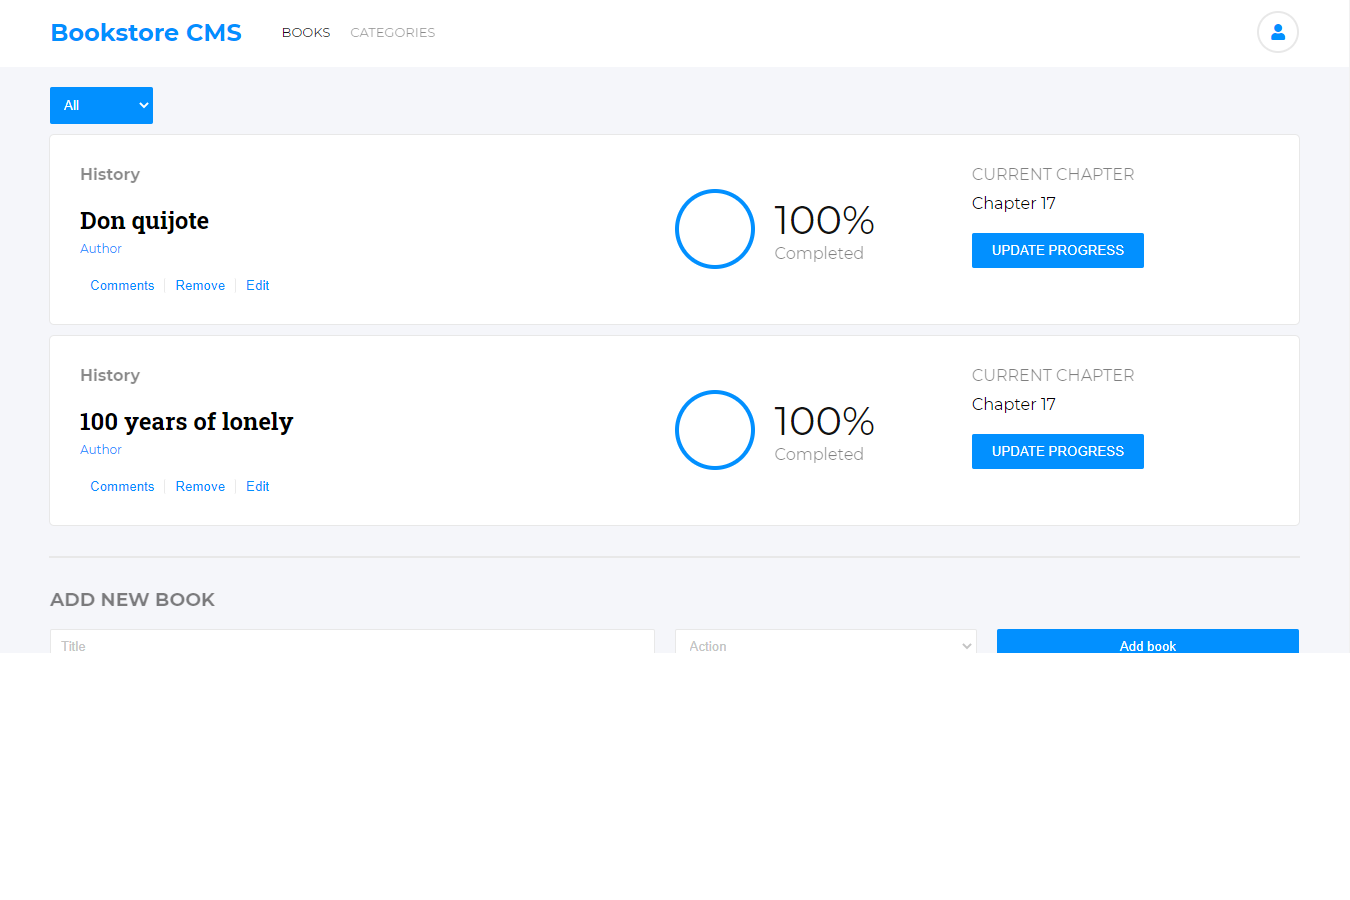 Bookstore CMS BOOKS CATEGORIES
All
History
Don quijote
Author
Comments Remove Edit
100%
Completed
CURRENT CHAPTER
Chapter 17
UPDATE PROGRESS
History
100 years of lonely
Author
Comments Remove Edit
100%
Completed
CURRENT CHAPTER
Chapter 17
UPDATE PROGRESS
ADD NEW BOOK
Title Action Add book